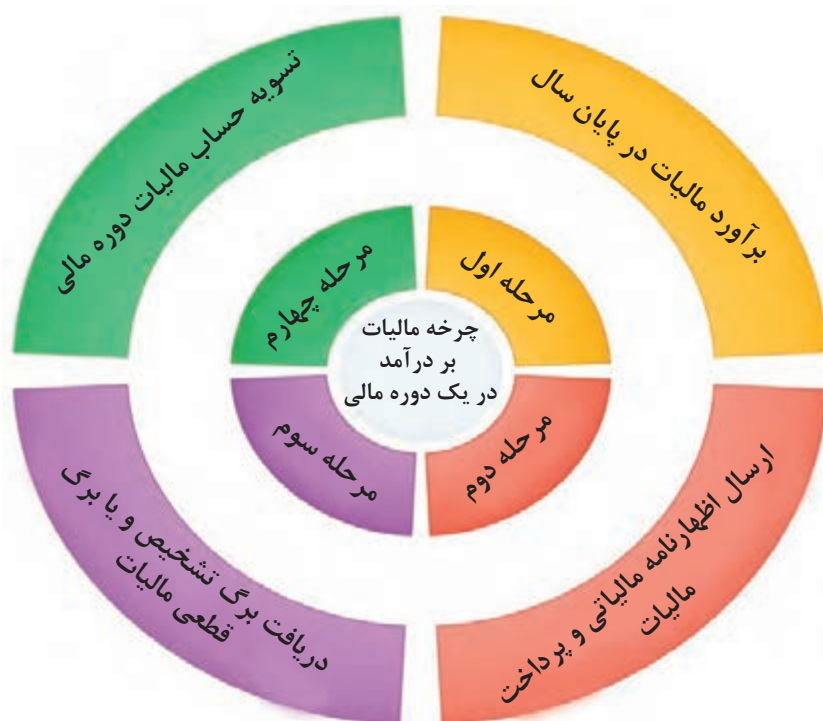 چرخه مالیات
بر درآمد
در یک دوره مالی
مرحله اول
برآورد مالیات در پایان سال
مرحله دوم
ارسال اظهارنامه مالیاتی و پرداخت
مالیات
مرحله سوم
دریافت برگ تشخیص و یا برگ
قطعی مالیات
مرحله چهارم
تسویه حساب مالیات دوره مالی